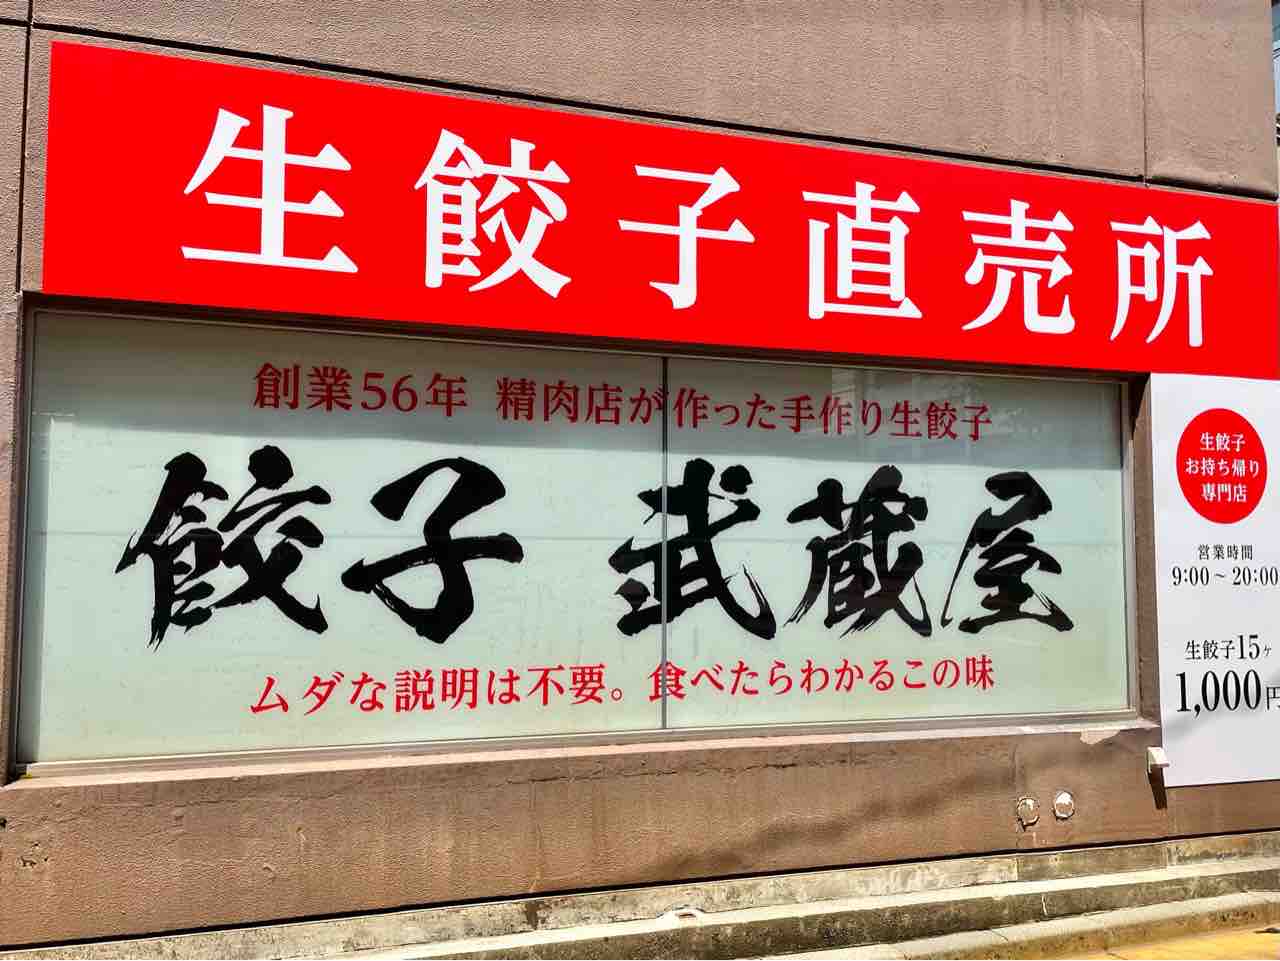 生餃子直売所
創業56年 精肉店が作った手作り生餃子
餃子 武蔵屋
ムダな説明は不要。食べたらわかるこの味
生餃子
お持ち帰り
専門店
営業時間
9:00~20:00
生餃子15ヶ
1,000円